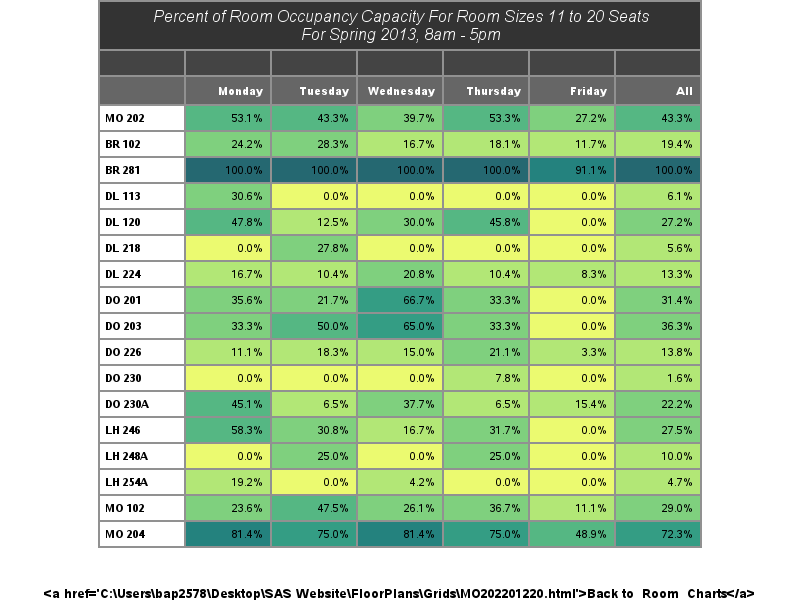 Percent of Room Occupancy Capacity For Room Sizes 11 to 20 Seats
For Spring 2013, 8am - 5pm
Monday Tuesday Wednesday Thursday Friday All
MO 202 53.1% 43.3% 39.7% 53.3% 27.2% 43.3%
BR 102 24.2% 28.3% 16.7% 18.1% 11.7% 19.4%
BR 281 100.0% 100.0% 100.0% 100.0% 91.1% 100.0%
DL 113 30.6% 0.0% 0.0% 0.0% 0.0% 6.1%
DL 120 47.8% 12.5% 30.0% 45.8% 0.0% 27.2%
DL 218 0.0% 27.8% 0.0% 0.0% 0.0% 5.6%
DL 224 16.7% 10.4% 20.8% 10.4% 8.3% 13.3%
DO 201 35.6% 21.7% 66.7% 33.3% 0.0% 31.4%
DO 203 33.3% 50.0% 65.0% 33.3% 0.0% 36.3%
DO 226 11.1% 18.3% 15.0% 21.1% 3.3% 13.8%
DO 230 0.0% 0.0% 0.0% 7.8% 0.0% 1.6%
DO 230A 45.1% 6.5% 37.7% 6.5% 15.4% 22.2%
LH 246 58.3% 30.8% 16.7% 31.7% 0.0% 27.5%
LH 248A 0.0% 25.0% 0.0% 25.0% 0.0% 10.0%
LH 254A 19.2% 0.0% 4.2% 0.0% 0.0% 4.7%
MO 102 23.6% 47.5% 26.1% 36.7% 11.1% 29.0%
MO 204 81.4% 75.0% 81.4% 75.0% 48.9% 72.3%
<a href='C:\Users\bap2578\Desktop\SAS Website\FloorPlans\Grids\MO202201220.html'>Back to Room Charts</a>